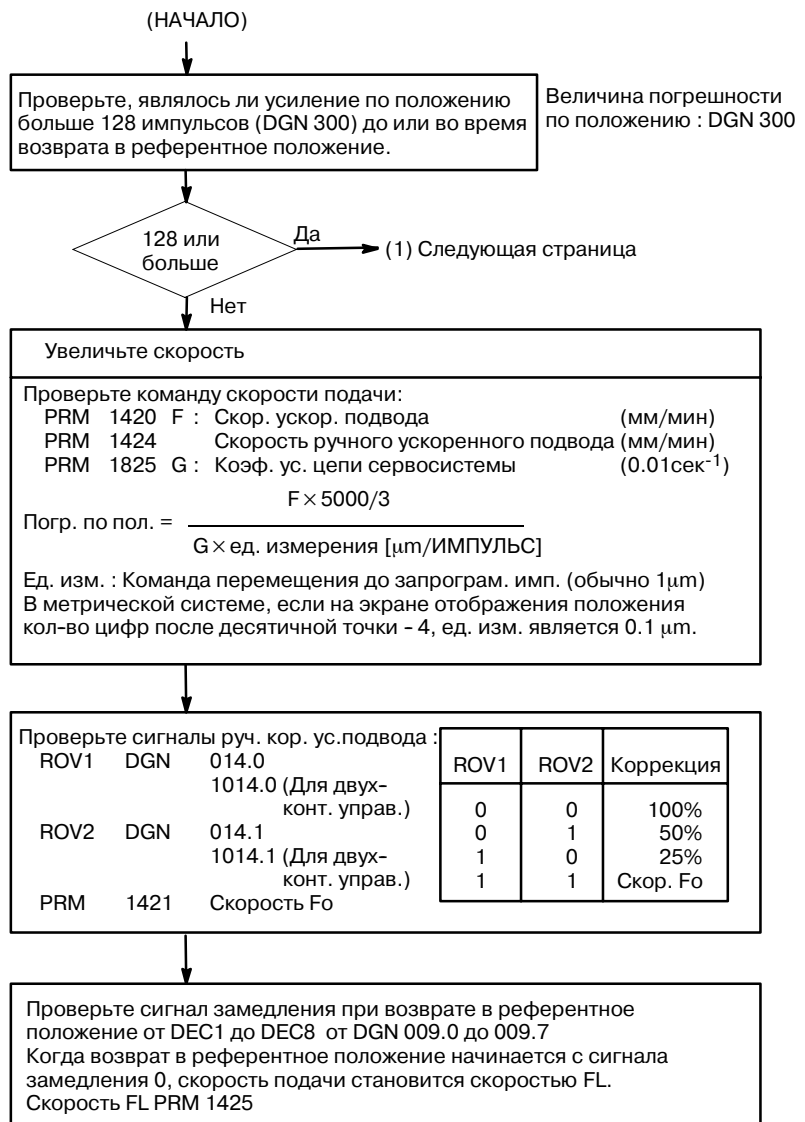 (НАЧАЛО)
Проверьте, являлось ли усиление по положению
больше 128 импульсов (DGN 300) до или во время
возврата в референтное положение.
Величина погрешности
по положению : DGN 300
128 или
больше
Да
(1) Следующая страница
Нет
Увеличьте скорость
Проверьте команду скорости подачи:
PRM 1420 F : Скор. ускор. подвода (мм/мин)
PRM 1424 Скорость ручного ускоренного подвода (мм/мин)
PRM 1825 G : Коэф. ус. цепи сервосистемы (0.01сек⁻¹)
F×5000/3
Погр. по пол. =
G×ед. измерения [μm/ИМПУЛЬС]
Ед. изм. : Команда перемещения до запрограм. имп. (обычно 1μm)
В метрической системе, если на экране отображения положения
кол-во цифр после десятичной точки - 4, ед. изм. является 0.1 μm.
Проверьте сигналы руч. кор. ус.подвода :
ROV1 DGN 014.0
1014.0 (Для двух-
конт. управ.)
ROV2 DGN 014.1
1014.1 (Для двух-
конт. управ.)
PRM 1421 Скорость Fo
ROV1 ROV2 Коррекция
0 0 100%
0 1 50%
1 0 25%
1 1 Скор. Fo
Проверьте сигнал замедления при возврате в референтное
положение от DEC1 до DEC8 от DGN 009.0 до 009.7
Когда возврат в референтное положение начинается с сигнала
замедления 0, скорость подачи становится скоростью FL.
Скорость FL PRM 1425